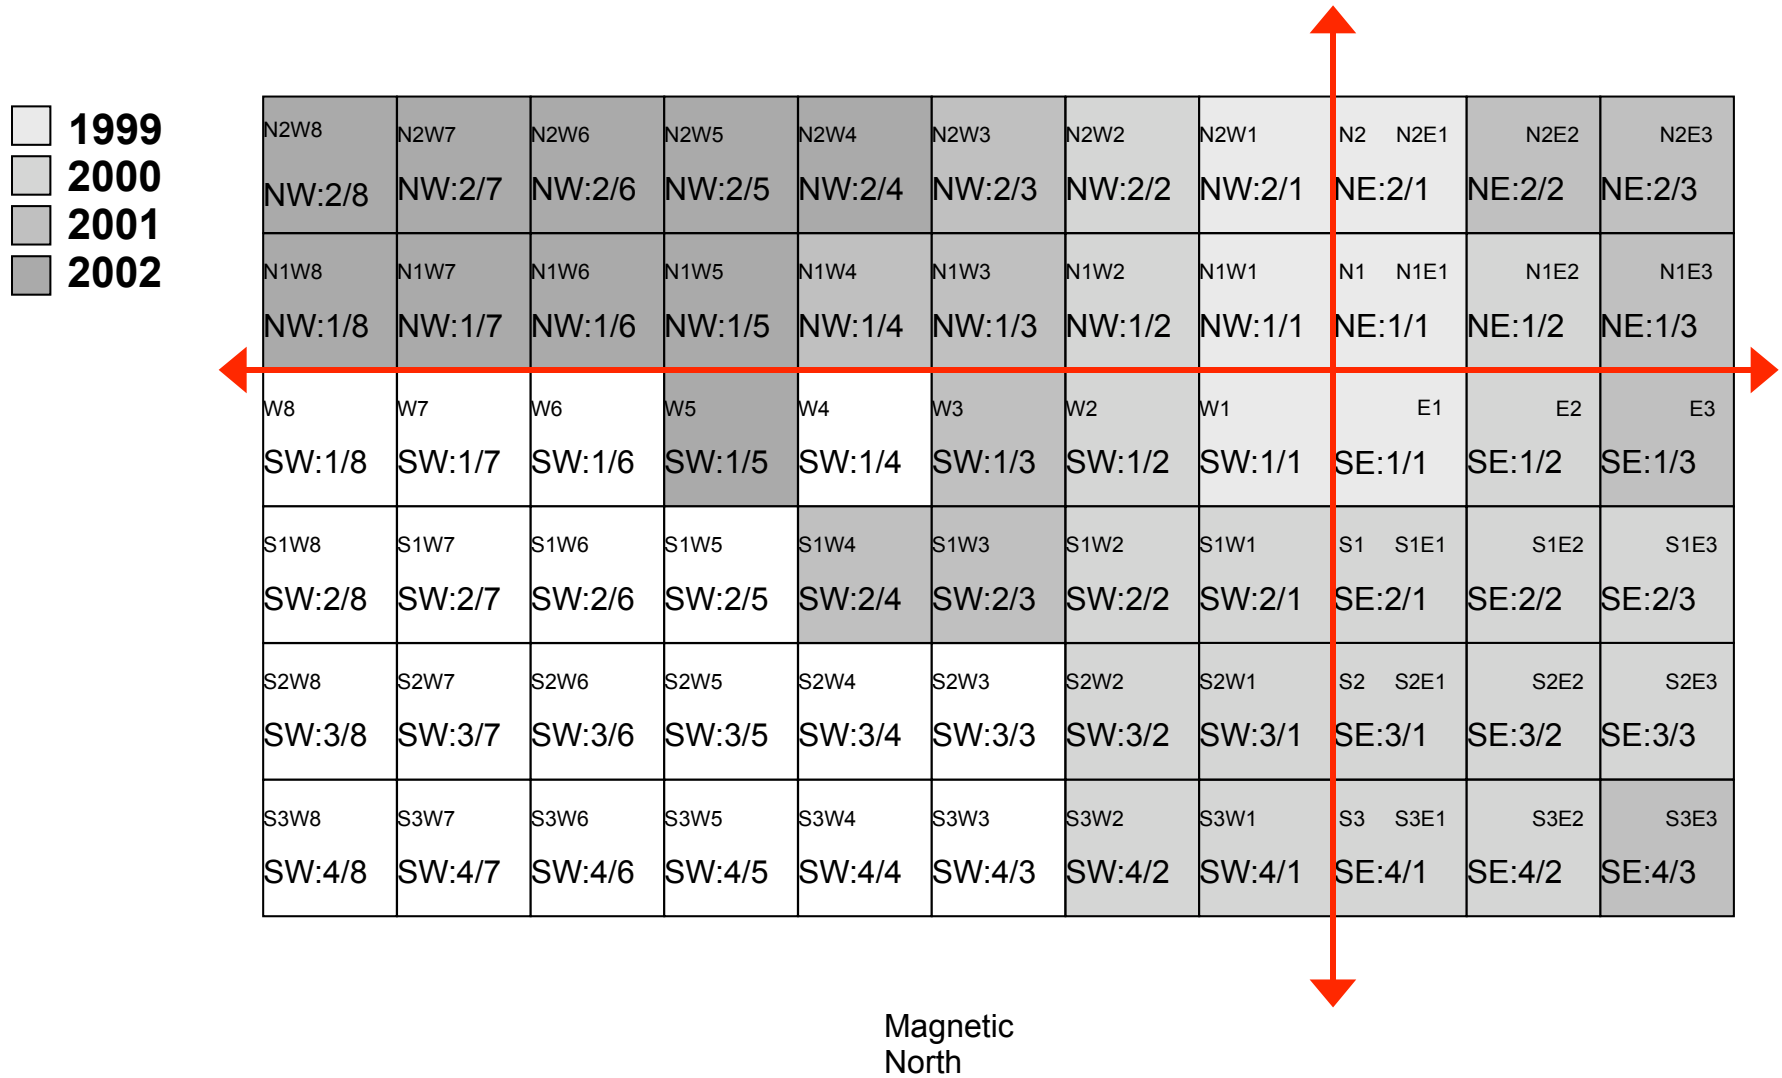 1999
2000
2001
2002
N2W8 N2W7 N2W6 N2W5 N2W4 N2W3 N2W2 N2W1 N2 N2E1 N2E2 N2E3
NW:2/8 NW:2/7 NW:2/6 NW:2/5 NW:2/4 NW:2/3 NW:2/2 NW:2/1 NE:2/1 NE:2/2 NE:2/3
N1W8 N1W7 N1W6 N1W5 N1W4 N1W3 N1W2 N1W1 N1 N1E1 N1E2 N1E3
NW:1/8 NW:1/7 NW:1/6 NW:1/5 NW:1/4 NW:1/3 NW:1/2 NW:1/1 NE:1/1 NE:1/2 NE:1/3
W8 W7 W6 W5 W4 W3 W2 W1 E1 E2 E3
SW:1/8 SW:1/7 SW:1/6 SW:1/5 SW:1/4 SW:1/3 SW:1/2 SW:1/1 SE:1/1 SE:1/2 SE:1/3
S1W8 S1W7 S1W6 S1W5 S1W4 S1W3 S1W2 S1W1 S1 S1E1 S1E2 S1E3
SW:2/8 SW:2/7 SW:2/6 SW:2/5 SW:2/4 SW:2/3 SW:2/2 SW:2/1 SE:2/1 SE:2/2 SE:2/3
S2W8 S2W7 S2W6 S2W5 S2W4 S2W3 S2W2 S2W1 S2 S2E1 S2E2 S2E3
SW:3/8 SW:3/7 SW:3/6 SW:3/5 SW:3/4 SW:3/3 SW:3/2 SW:3/1 SE:3/1 SE:3/2 SE:3/3
S3W8 S3W7 S3W6 S3W5 S3W4 S3W3 S3W2 S3W1 S3 S3E1 S3E2 S3E3
SW:4/8 SW:4/7 SW:4/6 SW:4/5 SW:4/4 SW:4/3 SW:4/2 SW:4/1 SE:4/1 SE:4/2 SE:4/3
Magnetic
North